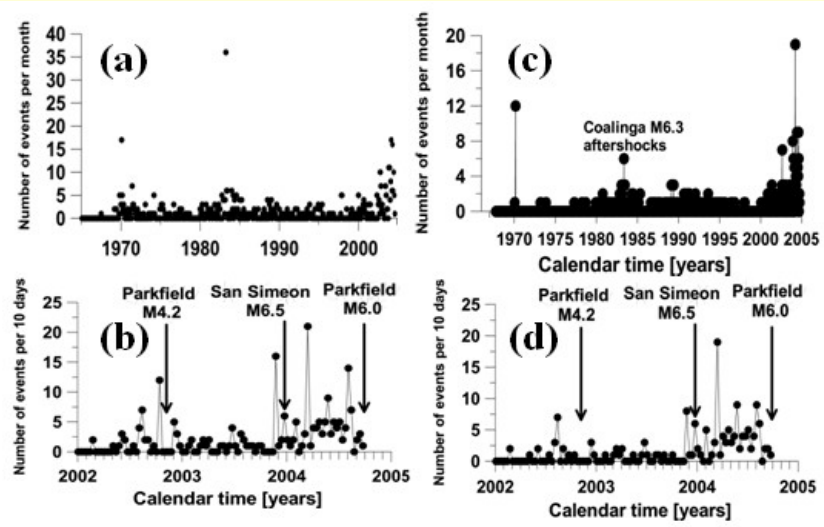 (a)
Number of events per month
40
35
30
25
20
15
10
5
0
1970
1980
1990
2000
(c)
Number of events per month
20
16
12
8
4
0
Coalinga M6.3
aftershocks
1970
1975
1980
1985
1990
1995
2000
2005
Calendar time [years]
(b)
Number of events per 10 days
25
20
15
10
5
0
Parkfield
M4.2
San Simeon
M6.5
Parkfield
M6.0
2002
2003
2004
2005
Calendar time [years]
(d)
Number of events per 10 days
25
20
15
10
5
0
Parkfield
M4.2
San Simeon
M6.5
Parkfield
M6.0
2002
2003
2004
2005
Calendar time [years]